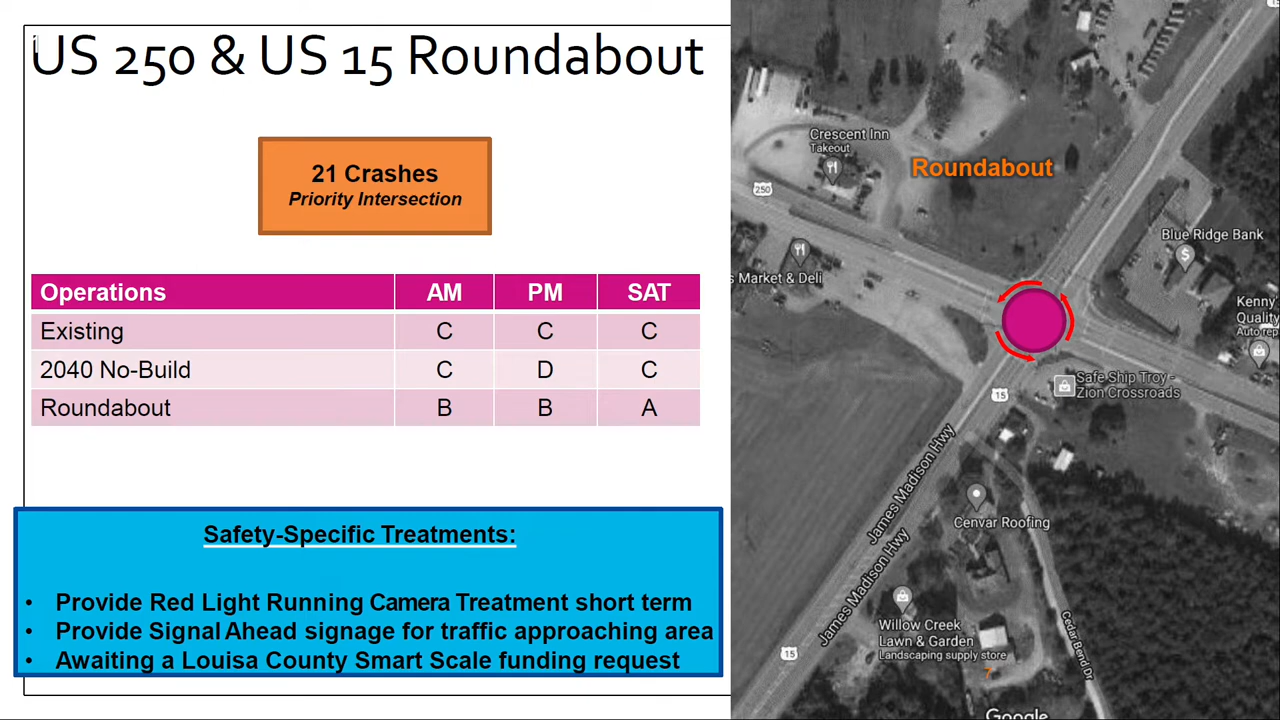 US 250 & US 15 Roundabout
21 Crashes
Priority Intersection
Operations AM PM SAT
Existing C C C
2040 No-Build C D C
Roundabout B B A
Safety-Specific Treatments:
• Provide Red Light Running Camera Treatment short term
• Provide Signal Ahead signage for traffic approaching area
• Awaiting a Louisa County Smart Scale funding request
Crescent Inn
Takeout
Roundabout
250
Blue Ridge Bank
s Market & Deli
Kenny'
Quality
Auto rep
Safe Ship Troy -
Zion Crossroads
15
James Madison Hwy
Cenvar Roofing
James Madison Hwy
Willow Creek
Lawn & Garden
Landscaping supply store
Cedar Bend Dr
15
7
Google